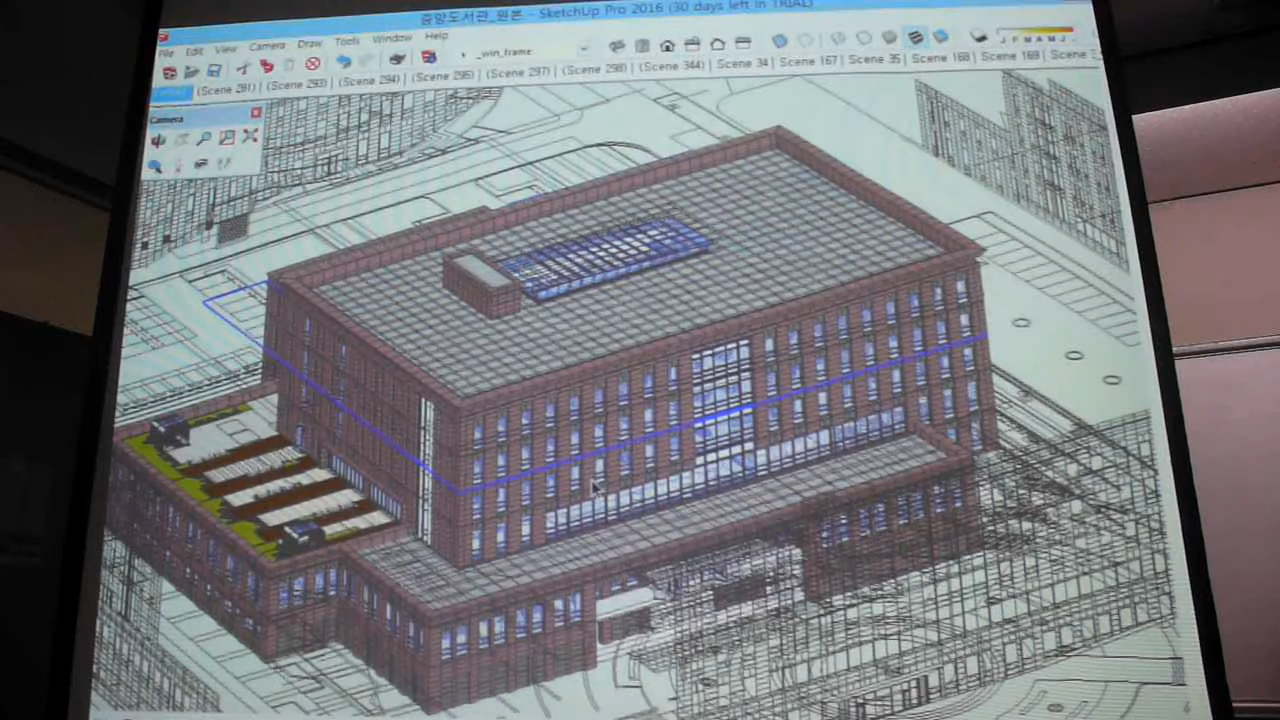 중앙도서관_원본 - SketchUp Pro 2016 (30 days left in TRIAL)
File Edit View Camera Draw Tools Window Help
_win_frame
J F M A M J
(Scene 293) (Scene 294) (Scene 295) (Scene 297) (Scene 298) (Scene 344) Scene 34 Scene 167 Scene 35 Scene 168 Scene 169 Scene
Camera